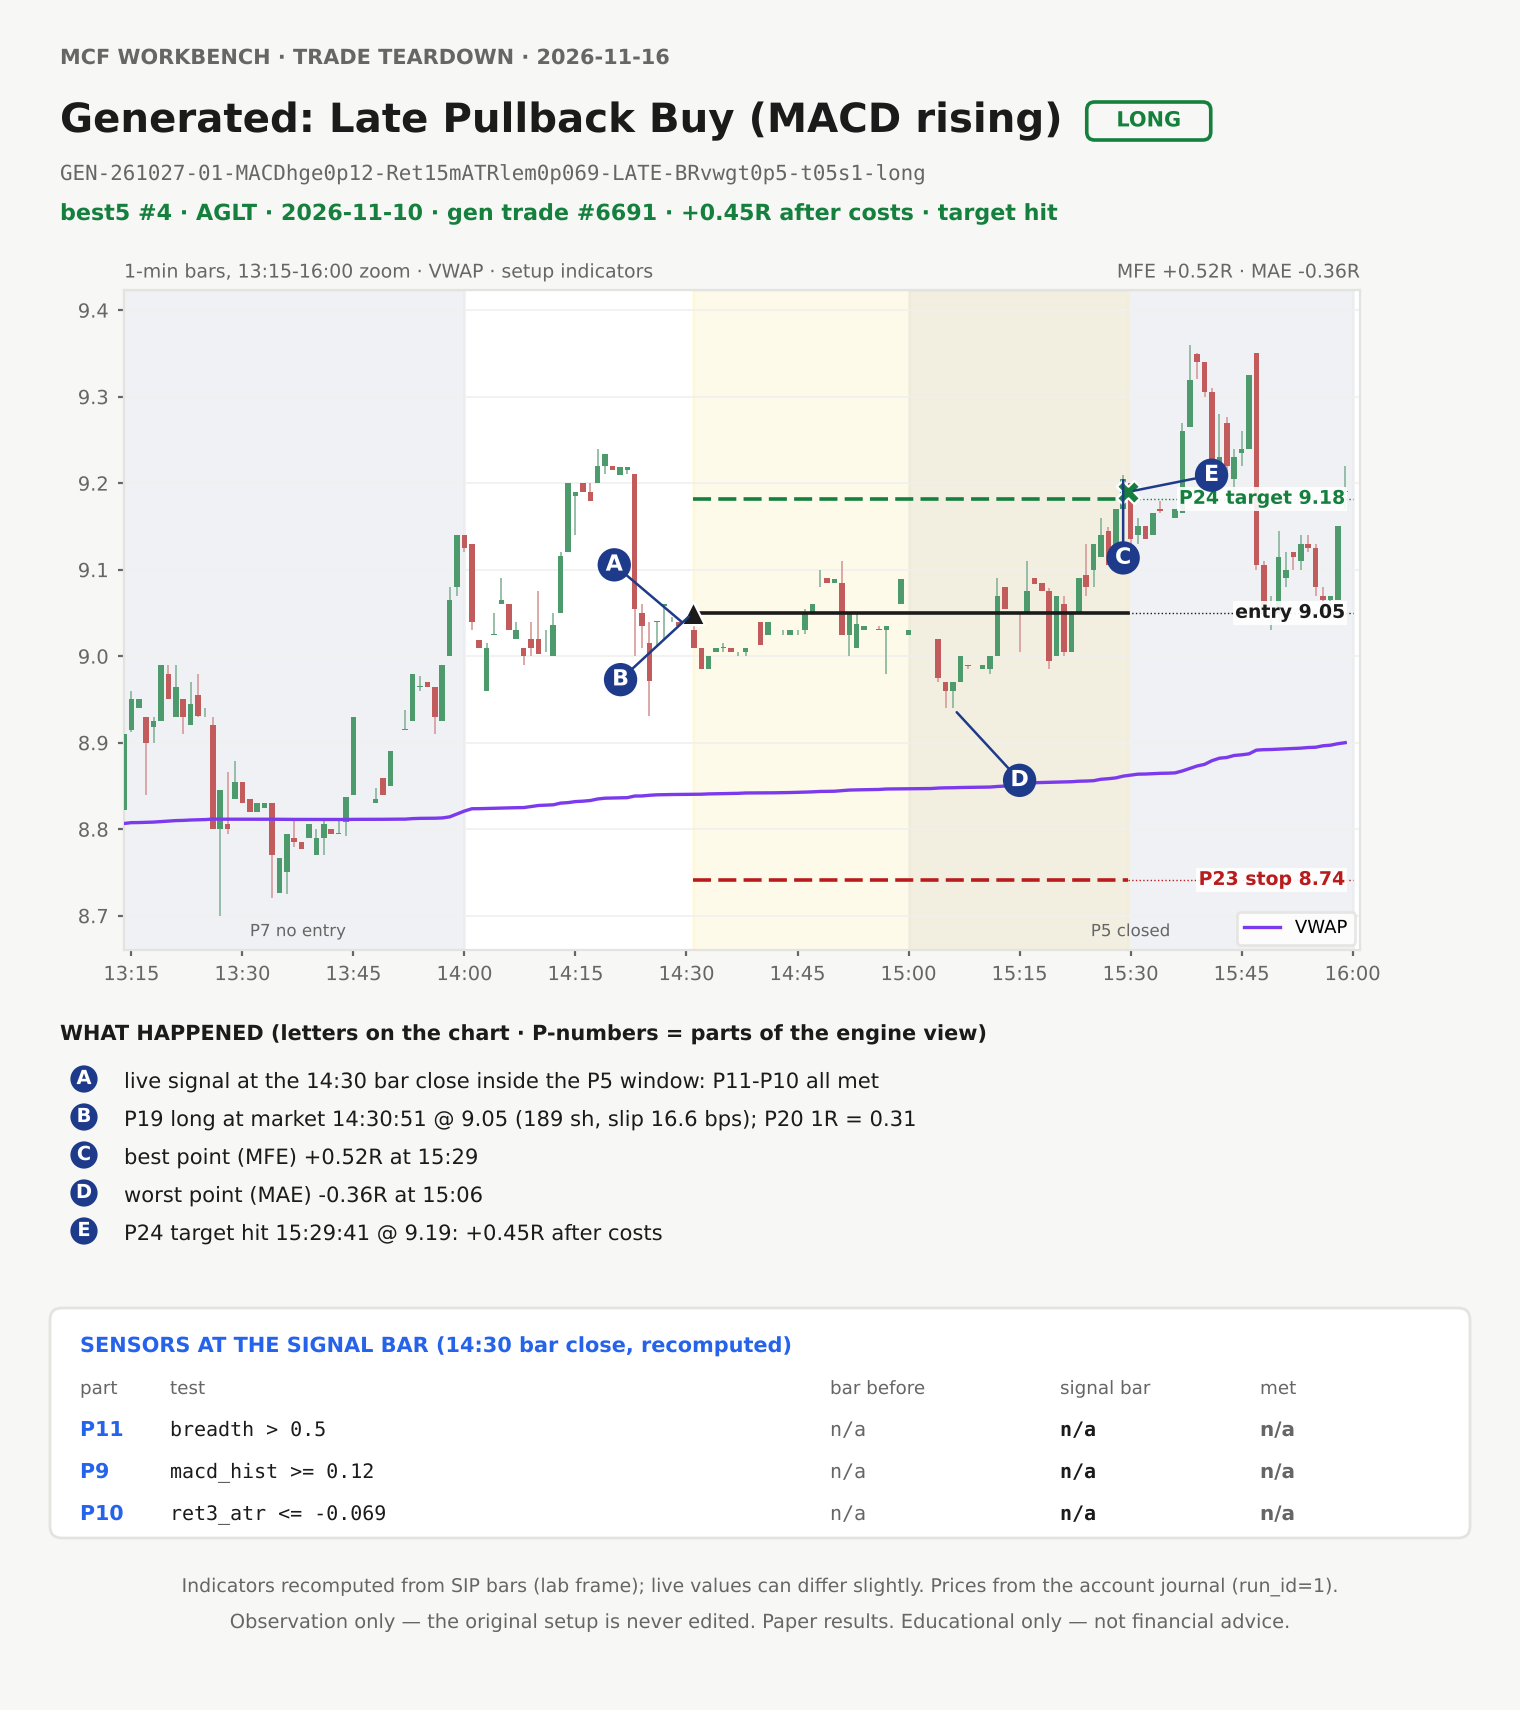 MCF WORKBENCH · TRADE TEARDOWN · 2026-11-16
Generated: Late Pullback Buy (MACD rising) LONG
GEN-261027-01-MACDhge0p12-Ret15mATRlem0p069-LATE-BRvwgt0p5-t05s1-long
best5 #4 · AGLT · 2026-11-10 · gen trade #6691 · +0.45R after costs · target hit
1-min bars, 13:15-16:00 zoom · VWAP · setup indicators MFE +0.52R · MAE -0.36R
9.4
9.3
9.2
9.1
9.0
8.9
8.8
8.7
A
B
C
D
E
P24 target 9.18
entry 9.05
P23 stop 8.74
P7 no entry
P5 closed
VWAP
13:15 13:30 13:45 14:00 14:15 14:30 14:45 15:00 15:15 15:30 15:45 16:00
WHAT HAPPENED (letters on the chart · P-numbers = parts of the engine view)
A live signal at the 14:30 bar close inside the P5 window: P11-P10 all met
B P19 long at market 14:30:51 @ 9.05 (189 sh, slip 16.6 bps); P20 1R = 0.31
C best point (MFE) +0.52R at 15:29
D worst point (MAE) -0.36R at 15:06
E P24 target hit 15:29:41 @ 9.19: +0.45R after costs
SENSORS AT THE SIGNAL BAR (14:30 bar close, recomputed)
part test bar before signal bar met
P11 breadth > 0.5 n/a n/a n/a
P9 macd_hist >= 0.12 n/a n/a n/a
P10 ret3_atr <= -0.069 n/a n/a n/a
Indicators recomputed from SIP bars (lab frame); live values can differ slightly. Prices from the account journal (run_id=1).
Observation only — the original setup is never edited. Paper results. Educational only — not financial advice.